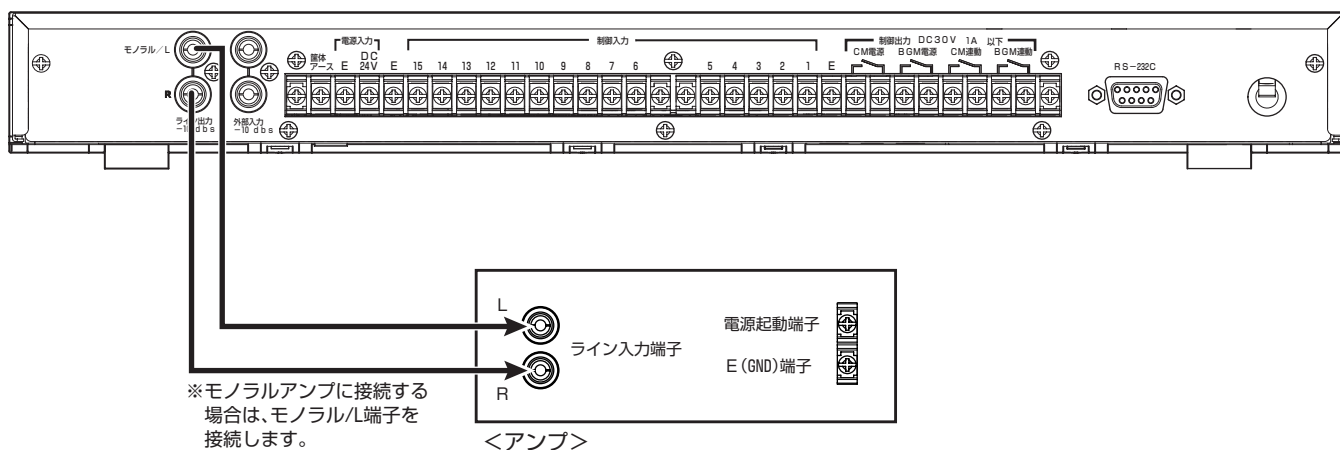 モノラル／L
R
ライン出力
－10 dbs
外部入力
－10 dbs
筐体
アース
電源入力
E DC
24V
制御入力
E 15 14 13 12 11 10 9 8 7 6 5 4 3 2 1 E
制御出力 DC30V 1A 以下
CM電源 BGM電源 CM連動 BGM連動
RS-232C
L
ライン入力端子
R
電源起動端子
E(GND)端子
※モノラルアンプに接続する
場合は、モノラル/L端子を
接続します。
＜アンプ＞